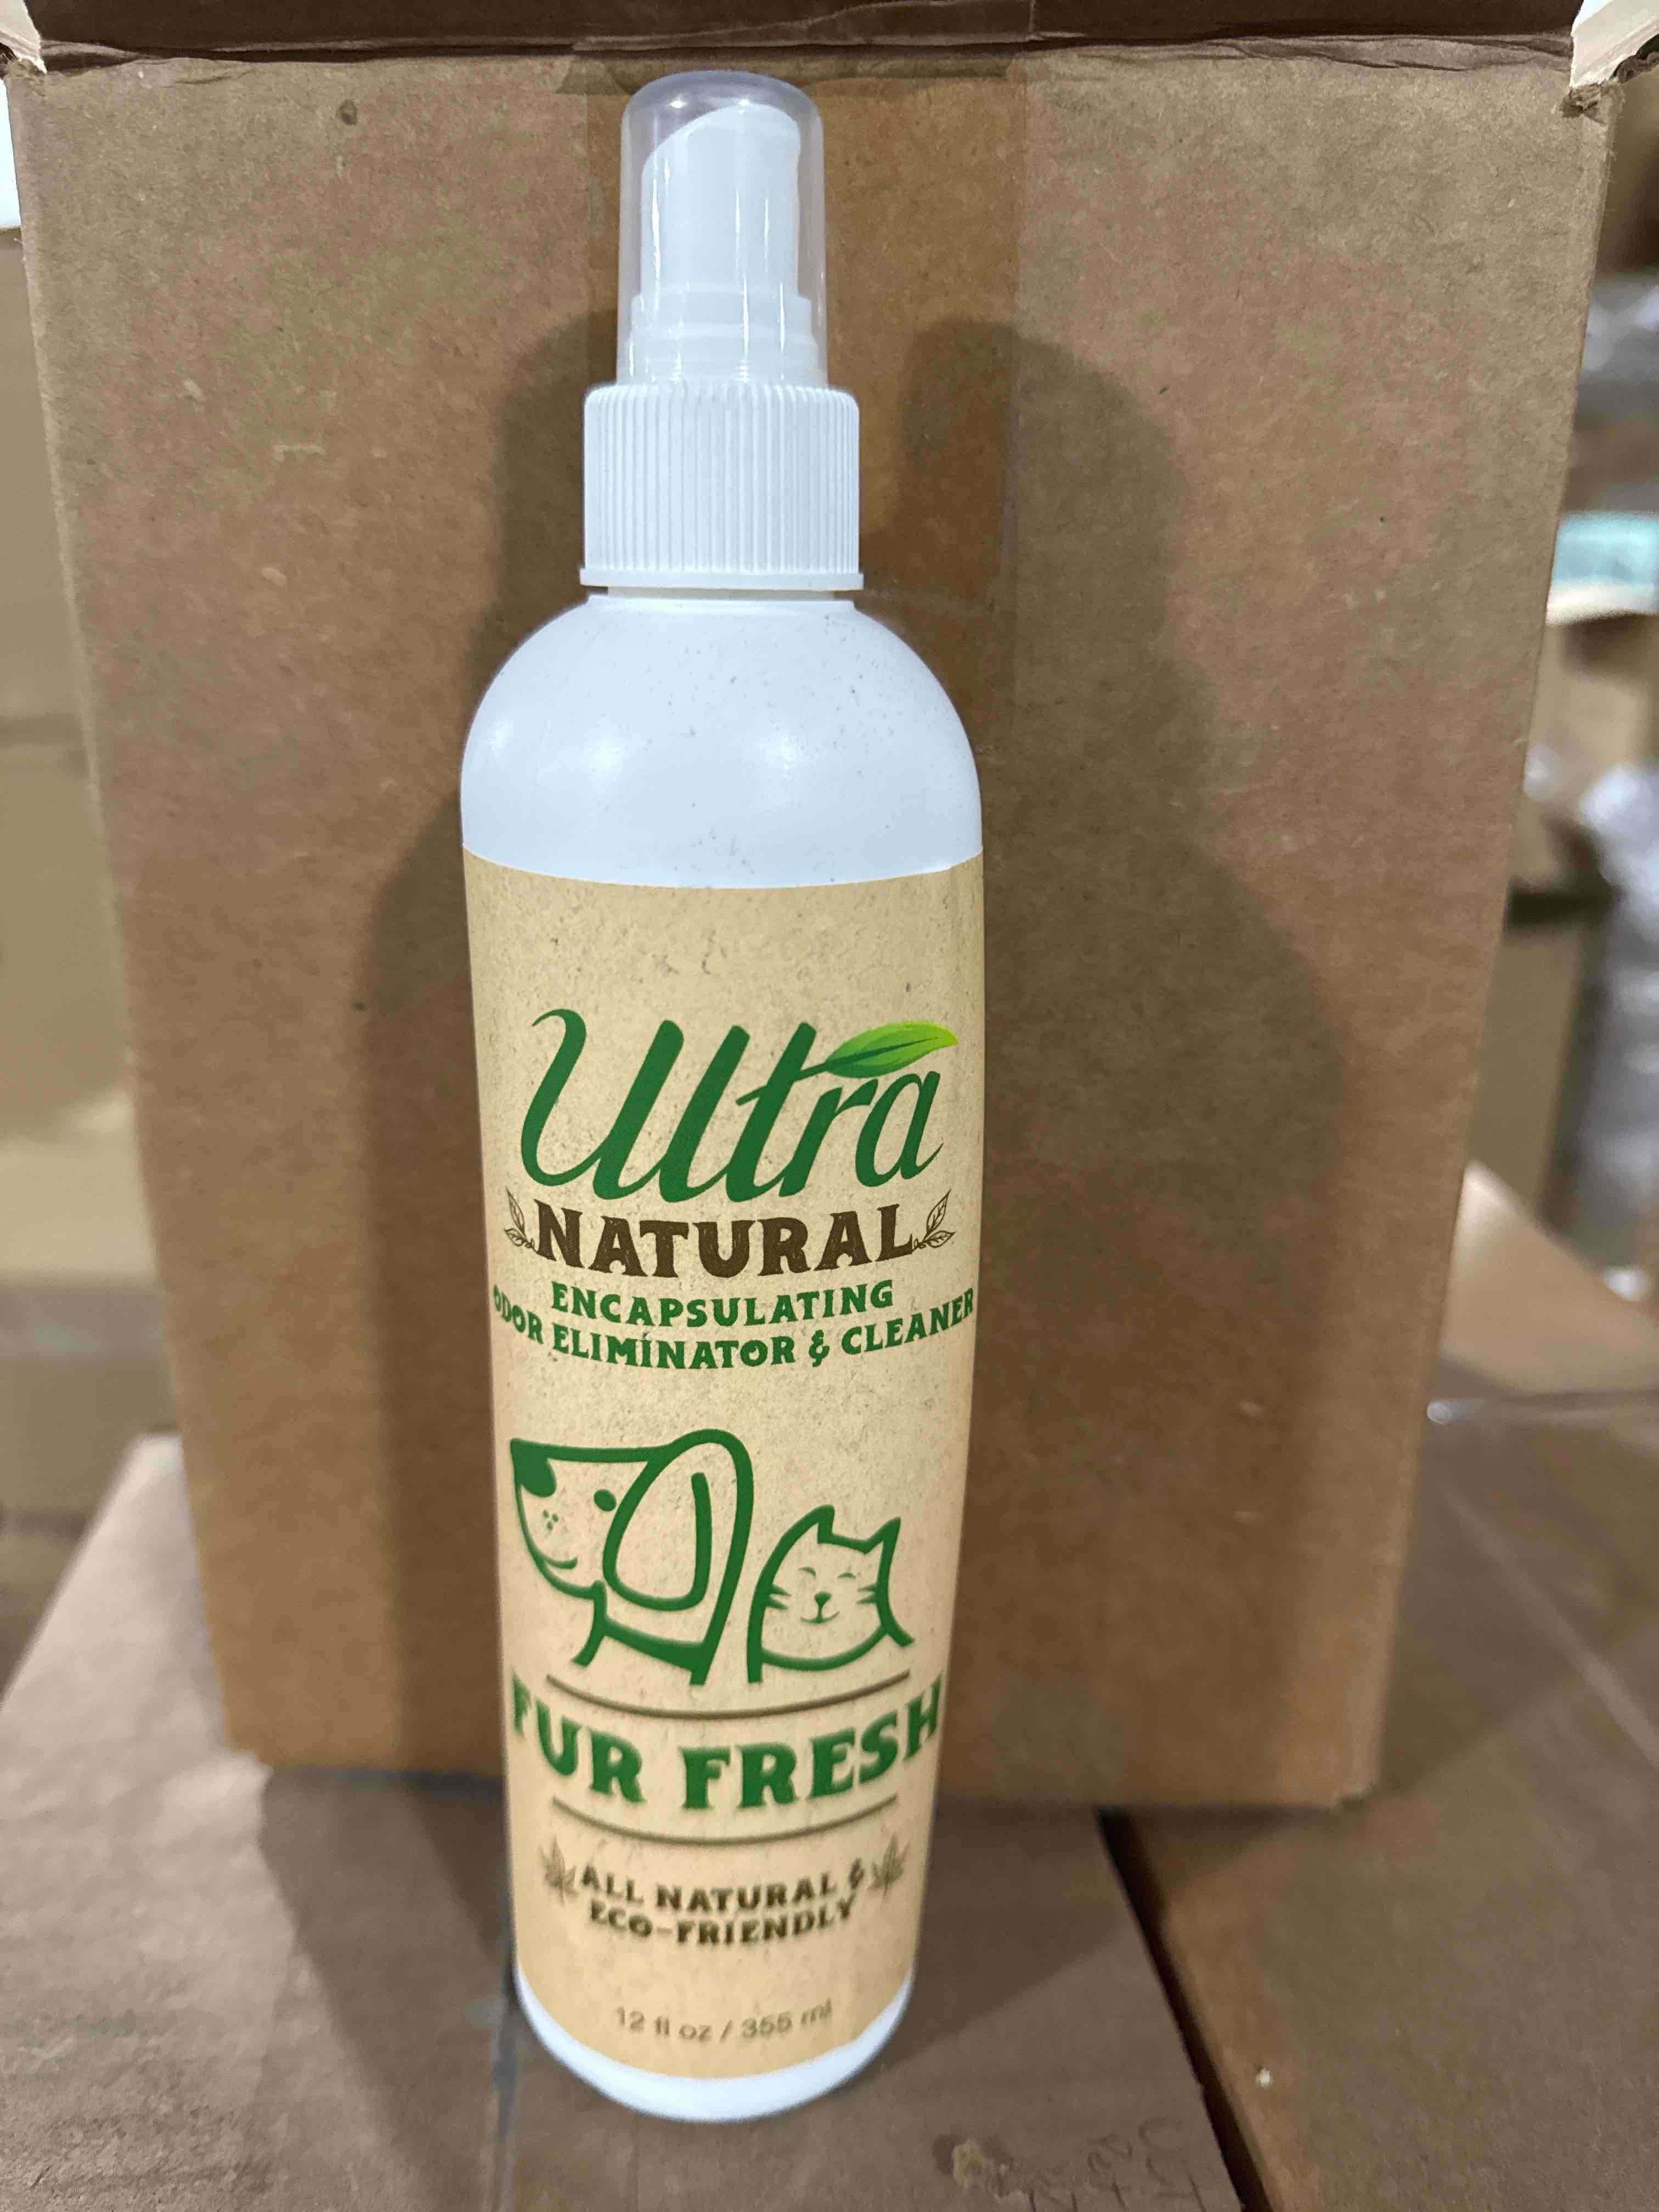 Ultra
NATURAL
ENCAPSULATING
ODOR ELIMINATOR & CLEANER
FUR FRESH
ALL NATURAL &
ECO-FRIENDLY
12 fl oz / 355 ml